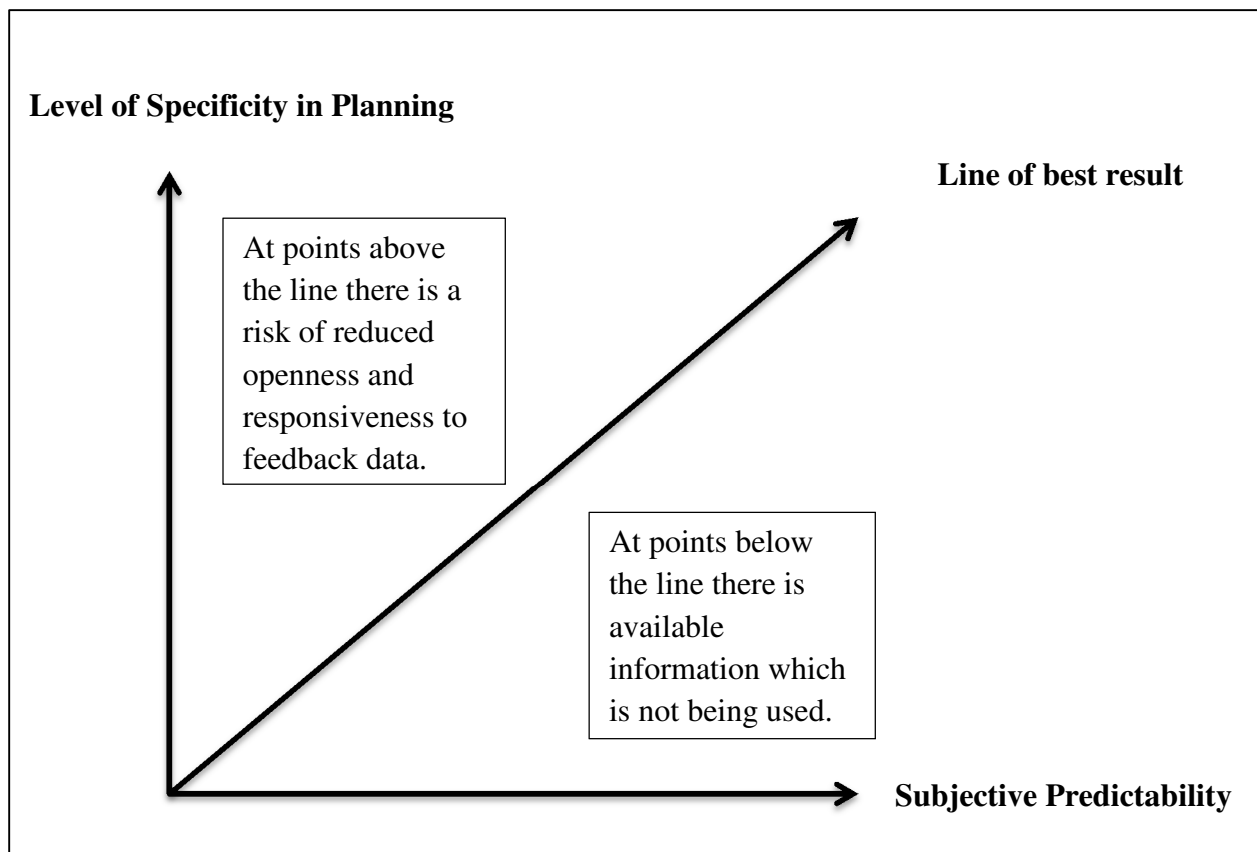 Level of Specificity in Planning
Line of best result
At points above
the line there is a
risk of reduced
openness and
responsiveness to
feedback data.
At points below
the line there is
available
information which
is not being used.
Subjective Predictability